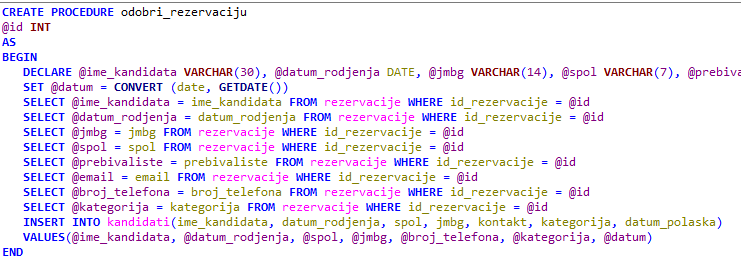 CREATE PROCEDURE odobri_rezervaciju
@id INT
AS
BEGIN
DECLARE @ime_kandidata VARCHAR(30), @datum_rodjenja DATE, @jmbg VARCHAR(14), @spol VARCHAR(7), @prebiva
SET @datum = CONVERT (date, GETDATE())
SELECT @ime_kandidata = ime_kandidata FROM rezervacije WHERE id_rezervacije = @id
SELECT @datum_rodjenja = datum_rodjenja FROM rezervacije WHERE id_rezervacije = @id
SELECT @jmbg = jmbg FROM rezervacije WHERE id_rezervacije = @id
SELECT @spol = spol FROM rezervacije WHERE id_rezervacije = @id
SELECT @prebivaliste = prebivaliste FROM rezervacije WHERE id_rezervacije = @id
SELECT @email = email FROM rezervacije WHERE id_rezervacije = @id
SELECT @broj_telefona = broj_telefona FROM rezervacije WHERE id_rezervacije = @id
SELECT @kategorija = kategorija FROM rezervacije WHERE id_rezervacije = @id
INSERT INTO kandidati(ime_kandidata, datum_rodjenja, spol, jmbg, kontakt, kategorija, datum_polaska)
VALUES(@ime_kandidata, @datum_rodjenja, @spol, @jmbg, @broj_telefona, @kategorija, @datum)
END